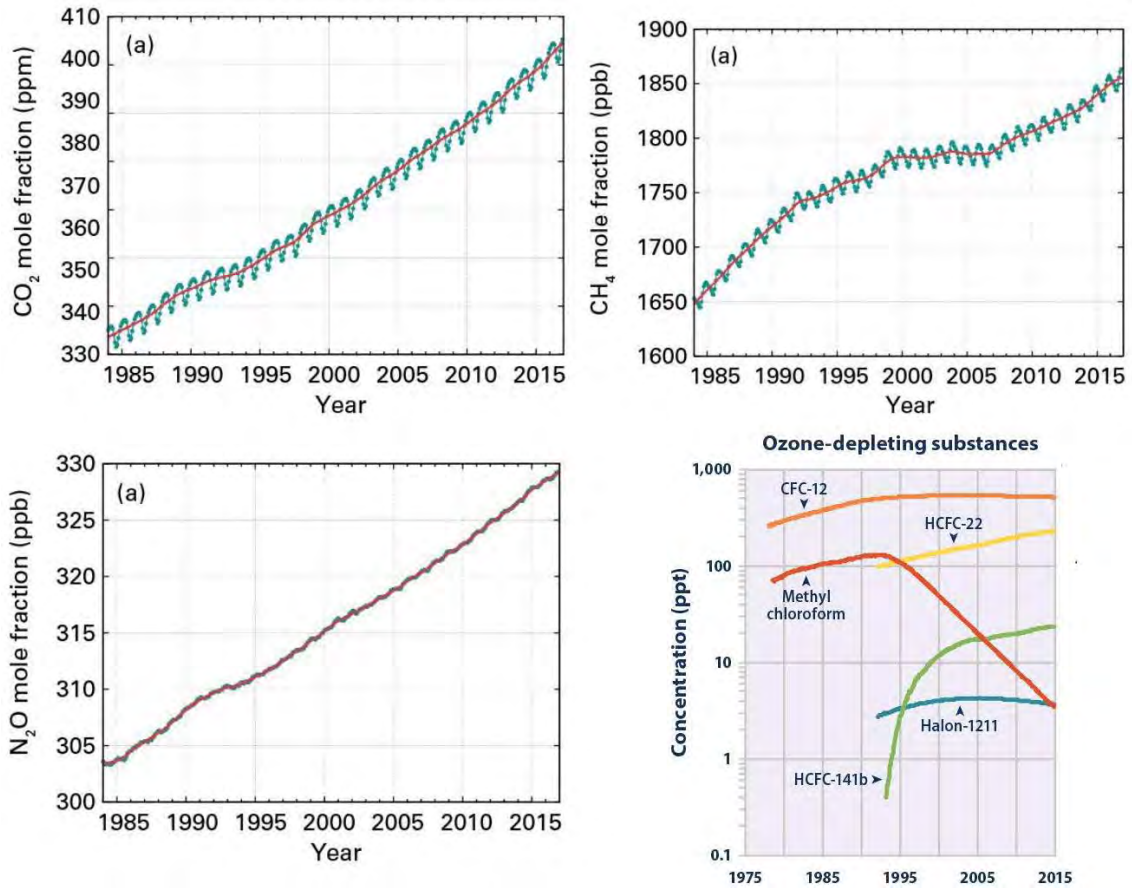 CO2 mole fraction (ppm)
(a)
410
400
390
380
370
360
350
340
330
1985 1990 1995 2000 2005 2010 2015
Year
CH4 mole fraction (ppb)
(a)
1900
1850
1800
1750
1700
1650
1600
1985 1990 1995 2000 2005 2010 2015
Year
N2O mole fraction (ppb)
(a)
330
325
320
315
310
305
300
1985 1990 1995 2000 2005 2010 2015
Year
Ozone-depleting substances
Concentration (ppt)
1,000
100
10
1
0.1
CFC-12
HCFC-22
Methyl
chloroform
Halon-1211
HCFC-141b
1975 1985 1995 2005 2015